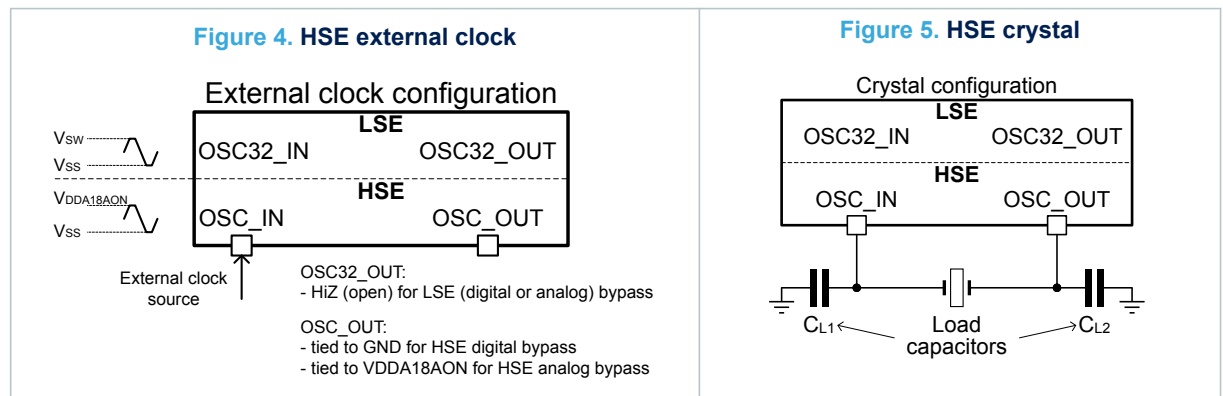 Figure 4. HSE external clock
External clock configuration
LSE
VSW
VSS
OSC32_IN
OSC32_OUT
HSE
VDDA18AON
VSS
OSC_IN
OSC_OUT
External clock
source
OSC32_OUT:
- HiZ (open) for LSE (digital or analog) bypass
OSC_OUT:
- tied to GND for HSE digital bypass
- tied to VDDA18AON for HSE analog bypass
Figure 5. HSE crystal
Crystal configuration
LSE
OSC32_IN
OSC32_OUT
HSE
OSC_IN
OSC_OUT
CL1
Load
capacitors
CL2